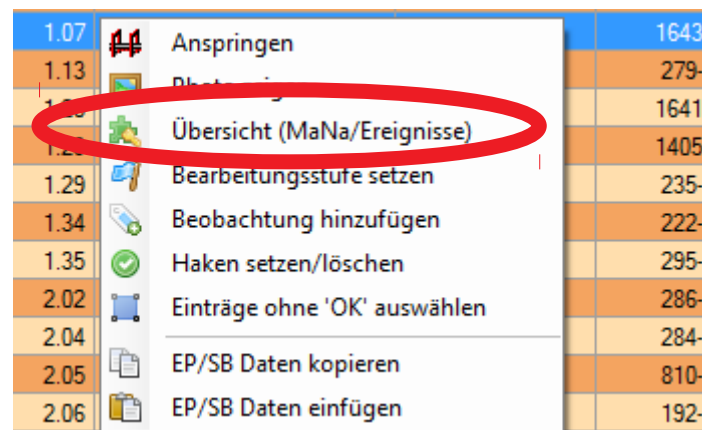 1.07 Anspringen 1643
1.13 279-
1641
Übersicht (MaNa/Ereignisse) 1405
1.29 Bearbeitungsstufe setzen 235-
1.34 Beobachtung hinzufügen 222-
1.35 Haken setzen/löschen 295-
2.02 Einträge ohne 'OK' auswählen 286-
2.04 284-
2.05 EP/SB Daten kopieren 810-
2.06 EP/SB Daten einfügen 192-